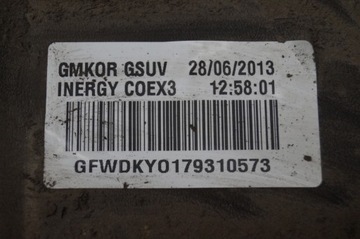 GMKOR GSUV 28/06/2013
INERGY COEX3 12:58:01
GFWDKY0179310573